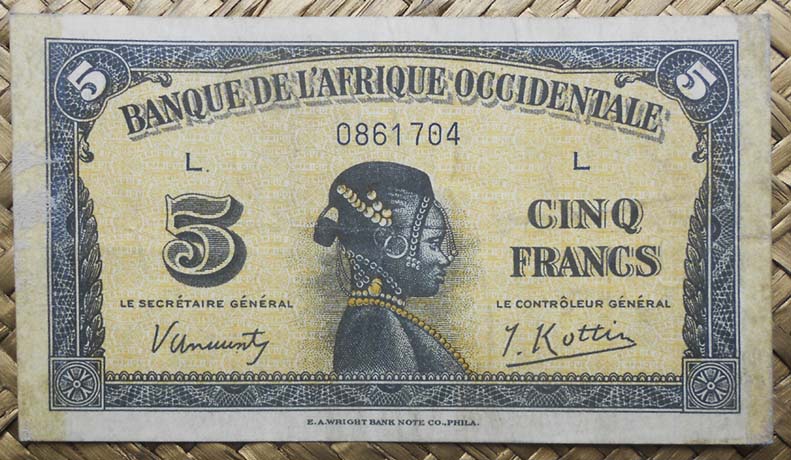 5 5
BANQUE DE L'AFRIQUE OCCIDENTALE
0861704
L. L
5
CINQ
FRANCS
LE SECRÉTAIRE GÉNÉRAL LE CONTRÔLEUR GÉNÉRAL
J. Kottin
E.A.WRIGHT BANK NOTE CO., PHILA.